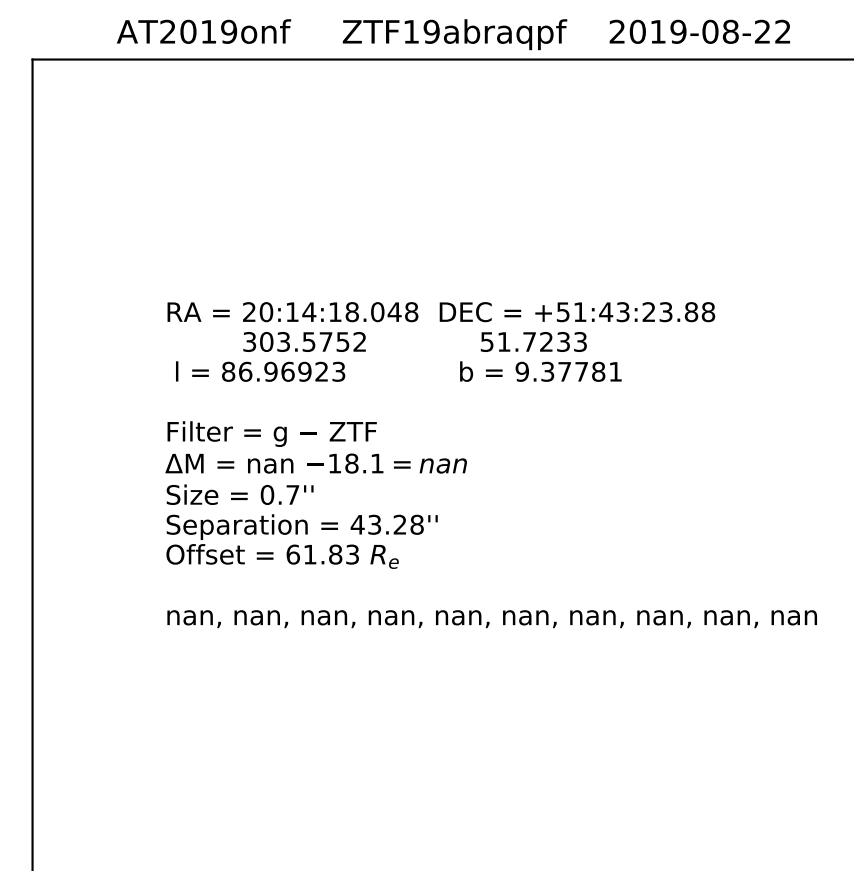 AT2019onf ZTF19abraqpf 2019-08-22
RA = 20:14:18.048 DEC = +51:43:23.88
303.5752 51.7233
l = 86.96923 b = 9.37781
Filter = g − ZTF
ΔM = nan −18.1 = nan
Size = 0.7''
Separation = 43.28''
Offset = 61.83 Rₑ
nan, nan, nan, nan, nan, nan, nan, nan, nan, nan